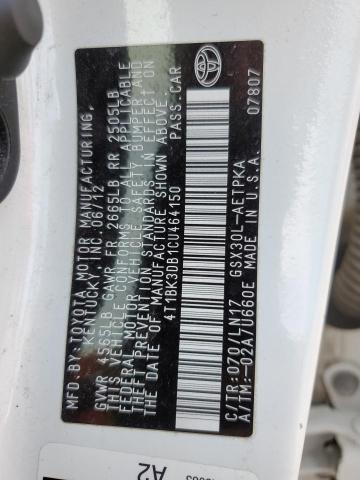 MFD.BY:TOYOTA MOTOR MANUFACTURING,
KENTUCKY, INC. 06/12
GVWR 4565LB GAWR FR 2665LB RR 2505LB
THIS VEHICLE CONFORMS TO ALL APPLICABLE
FEDERAL MOTOR VEHICLE SAFETY,BUMPER,AND
THEFT PREVENTION STANDARDS IN EFFECT ON
THE DATE OF MANUFACTURE SHOWN ABOVE.
4T1BK3DB1CU464150 PASS.CAR
C/TR:070/LN17 GSX30L-AETPKA
A/TM:-02A/U660E MADE IN U.S.A. 07807
A2